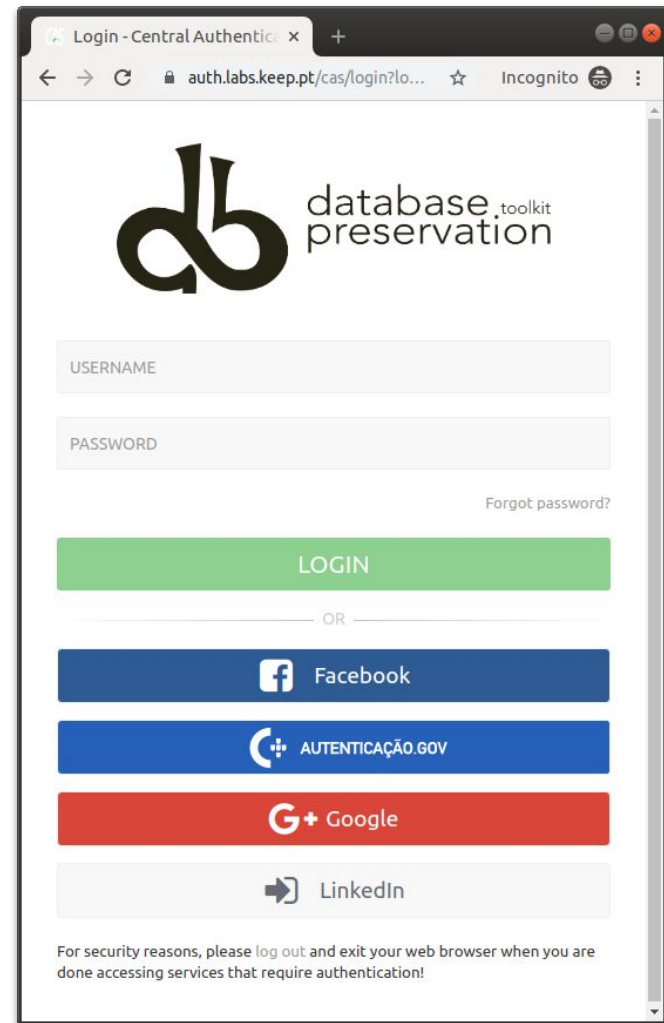 Login - Central Authentic
auth.labs.keep.pt/cas/login?lo...
Incognito
database toolkit
preservation
USERNAME
PASSWORD
Forgot password?
LOGIN
OR
Facebook
AUTENTICAÇÃO.GOV
G+ Google
LinkedIn
For security reasons, please log out and exit your web browser when you are
done accessing services that require authentication!